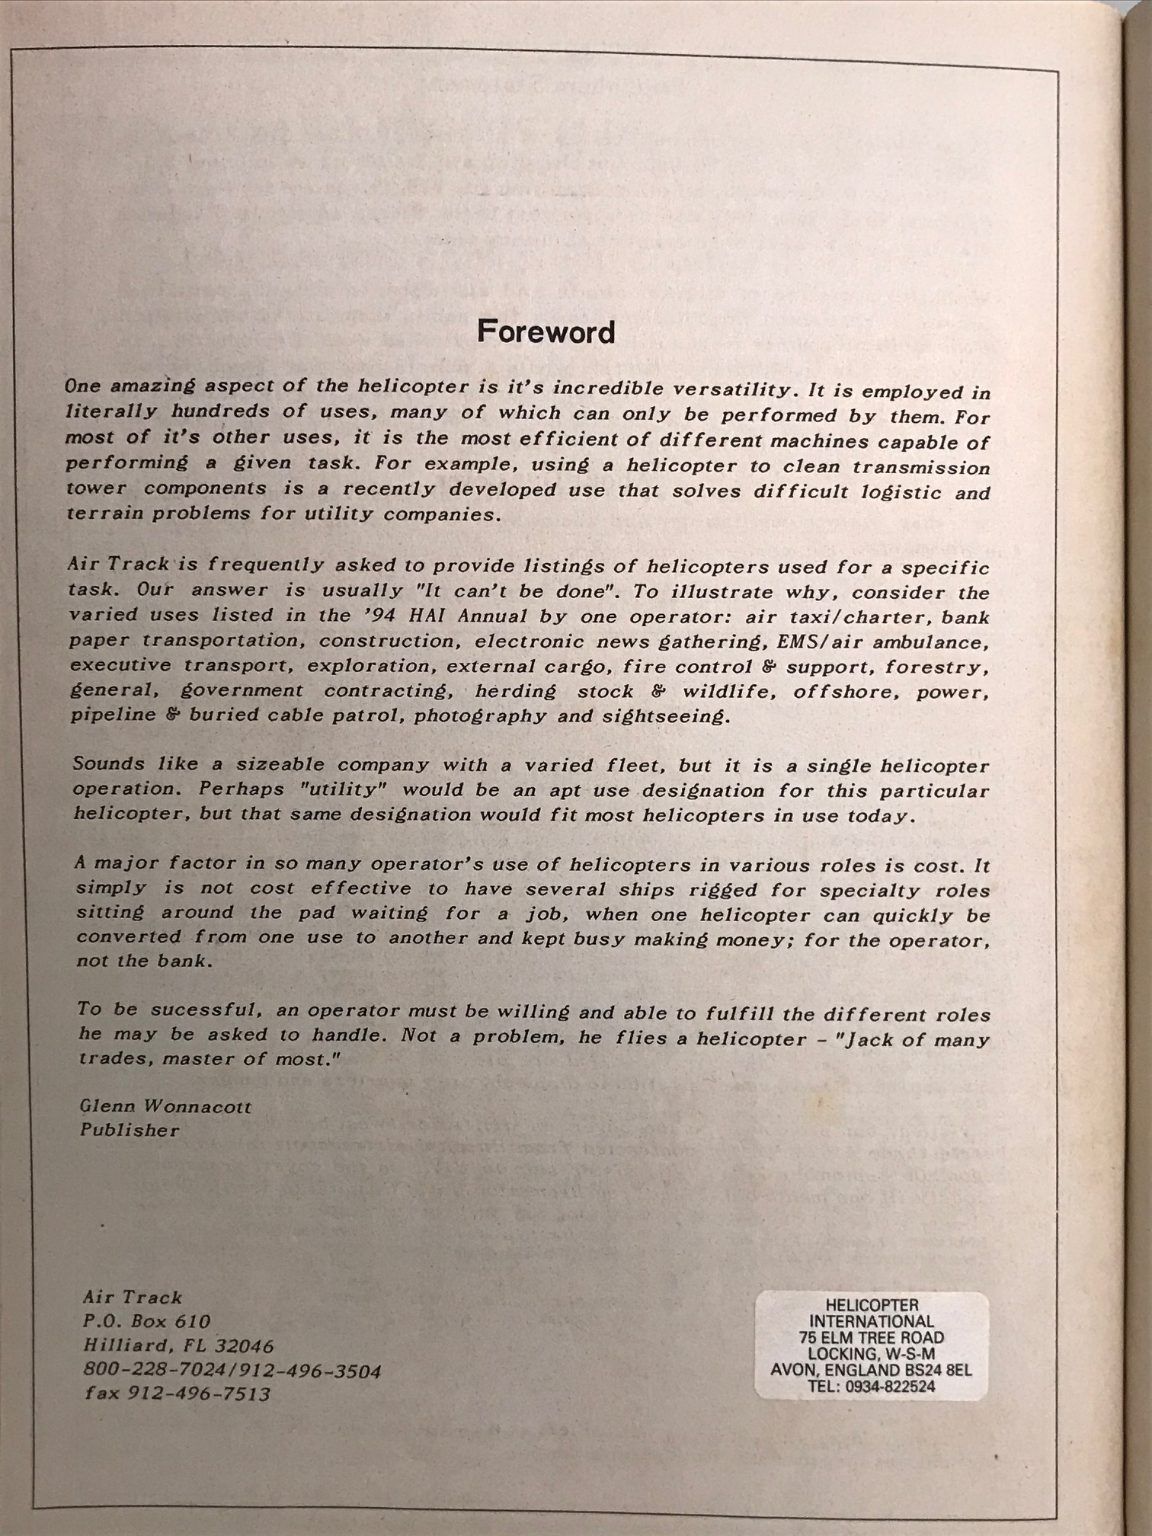 Foreword
One amazing aspect of the helicopter is it's incredible versatility. It is employed in
literally hundreds of uses, many of which can only be performed by them. For
most of it's other uses, it is the most efficient of different machines capable of
performing a given task. For example, using a helicopter to clean transmission
tower components is a recently developed use that solves difficult logistic and
terrain problems for utility companies.
Air Track is frequently asked to provide listings of helicopters used for a specific
task. Our answer is usually "It can't be done". To illustrate why, consider the
varied uses listed in the '94 HAI Annual by one operator: air taxi/charter, bank
paper transportation, construction, electronic news gathering, EMS/air ambulance,
executive transport, exploration, external cargo, fire control & support, forestry,
general, government contracting, herding stock & wildlife, offshore, power,
pipeline & buried cable patrol, photography and sightseeing.
Sounds like a sizeable company with a varied fleet, but it is a single helicopter
operation. Perhaps "utility" would be an apt use designation for this particular
helicopter, but that same designation would fit most helicopters in use today.
A major factor in so many operator's use of helicopters in various roles is cost. It
simply is not cost effective to have several ships rigged for specialty roles
sitting around the pad waiting for a job, when one helicopter can quickly be
converted from one use to another and kept busy making money; for the operator,
not the bank.
To be sucessful, an operator must be willing and able to fulfill the different roles
he may be asked to handle. Not a problem, he flies a helicopter - "Jack of many
trades, master of most."
Glenn Wonnacott
Publisher
Air Track
P.O. Box 610
Hilliard, FL 32046
800-228-7024/912-496-3504
fax 912-496-7513
HELICOPTER
INTERNATIONAL
75 ELM TREE ROAD
LOCKING, W-S-M
AVON, ENGLAND BS24 8EL
TEL: 0934-822524